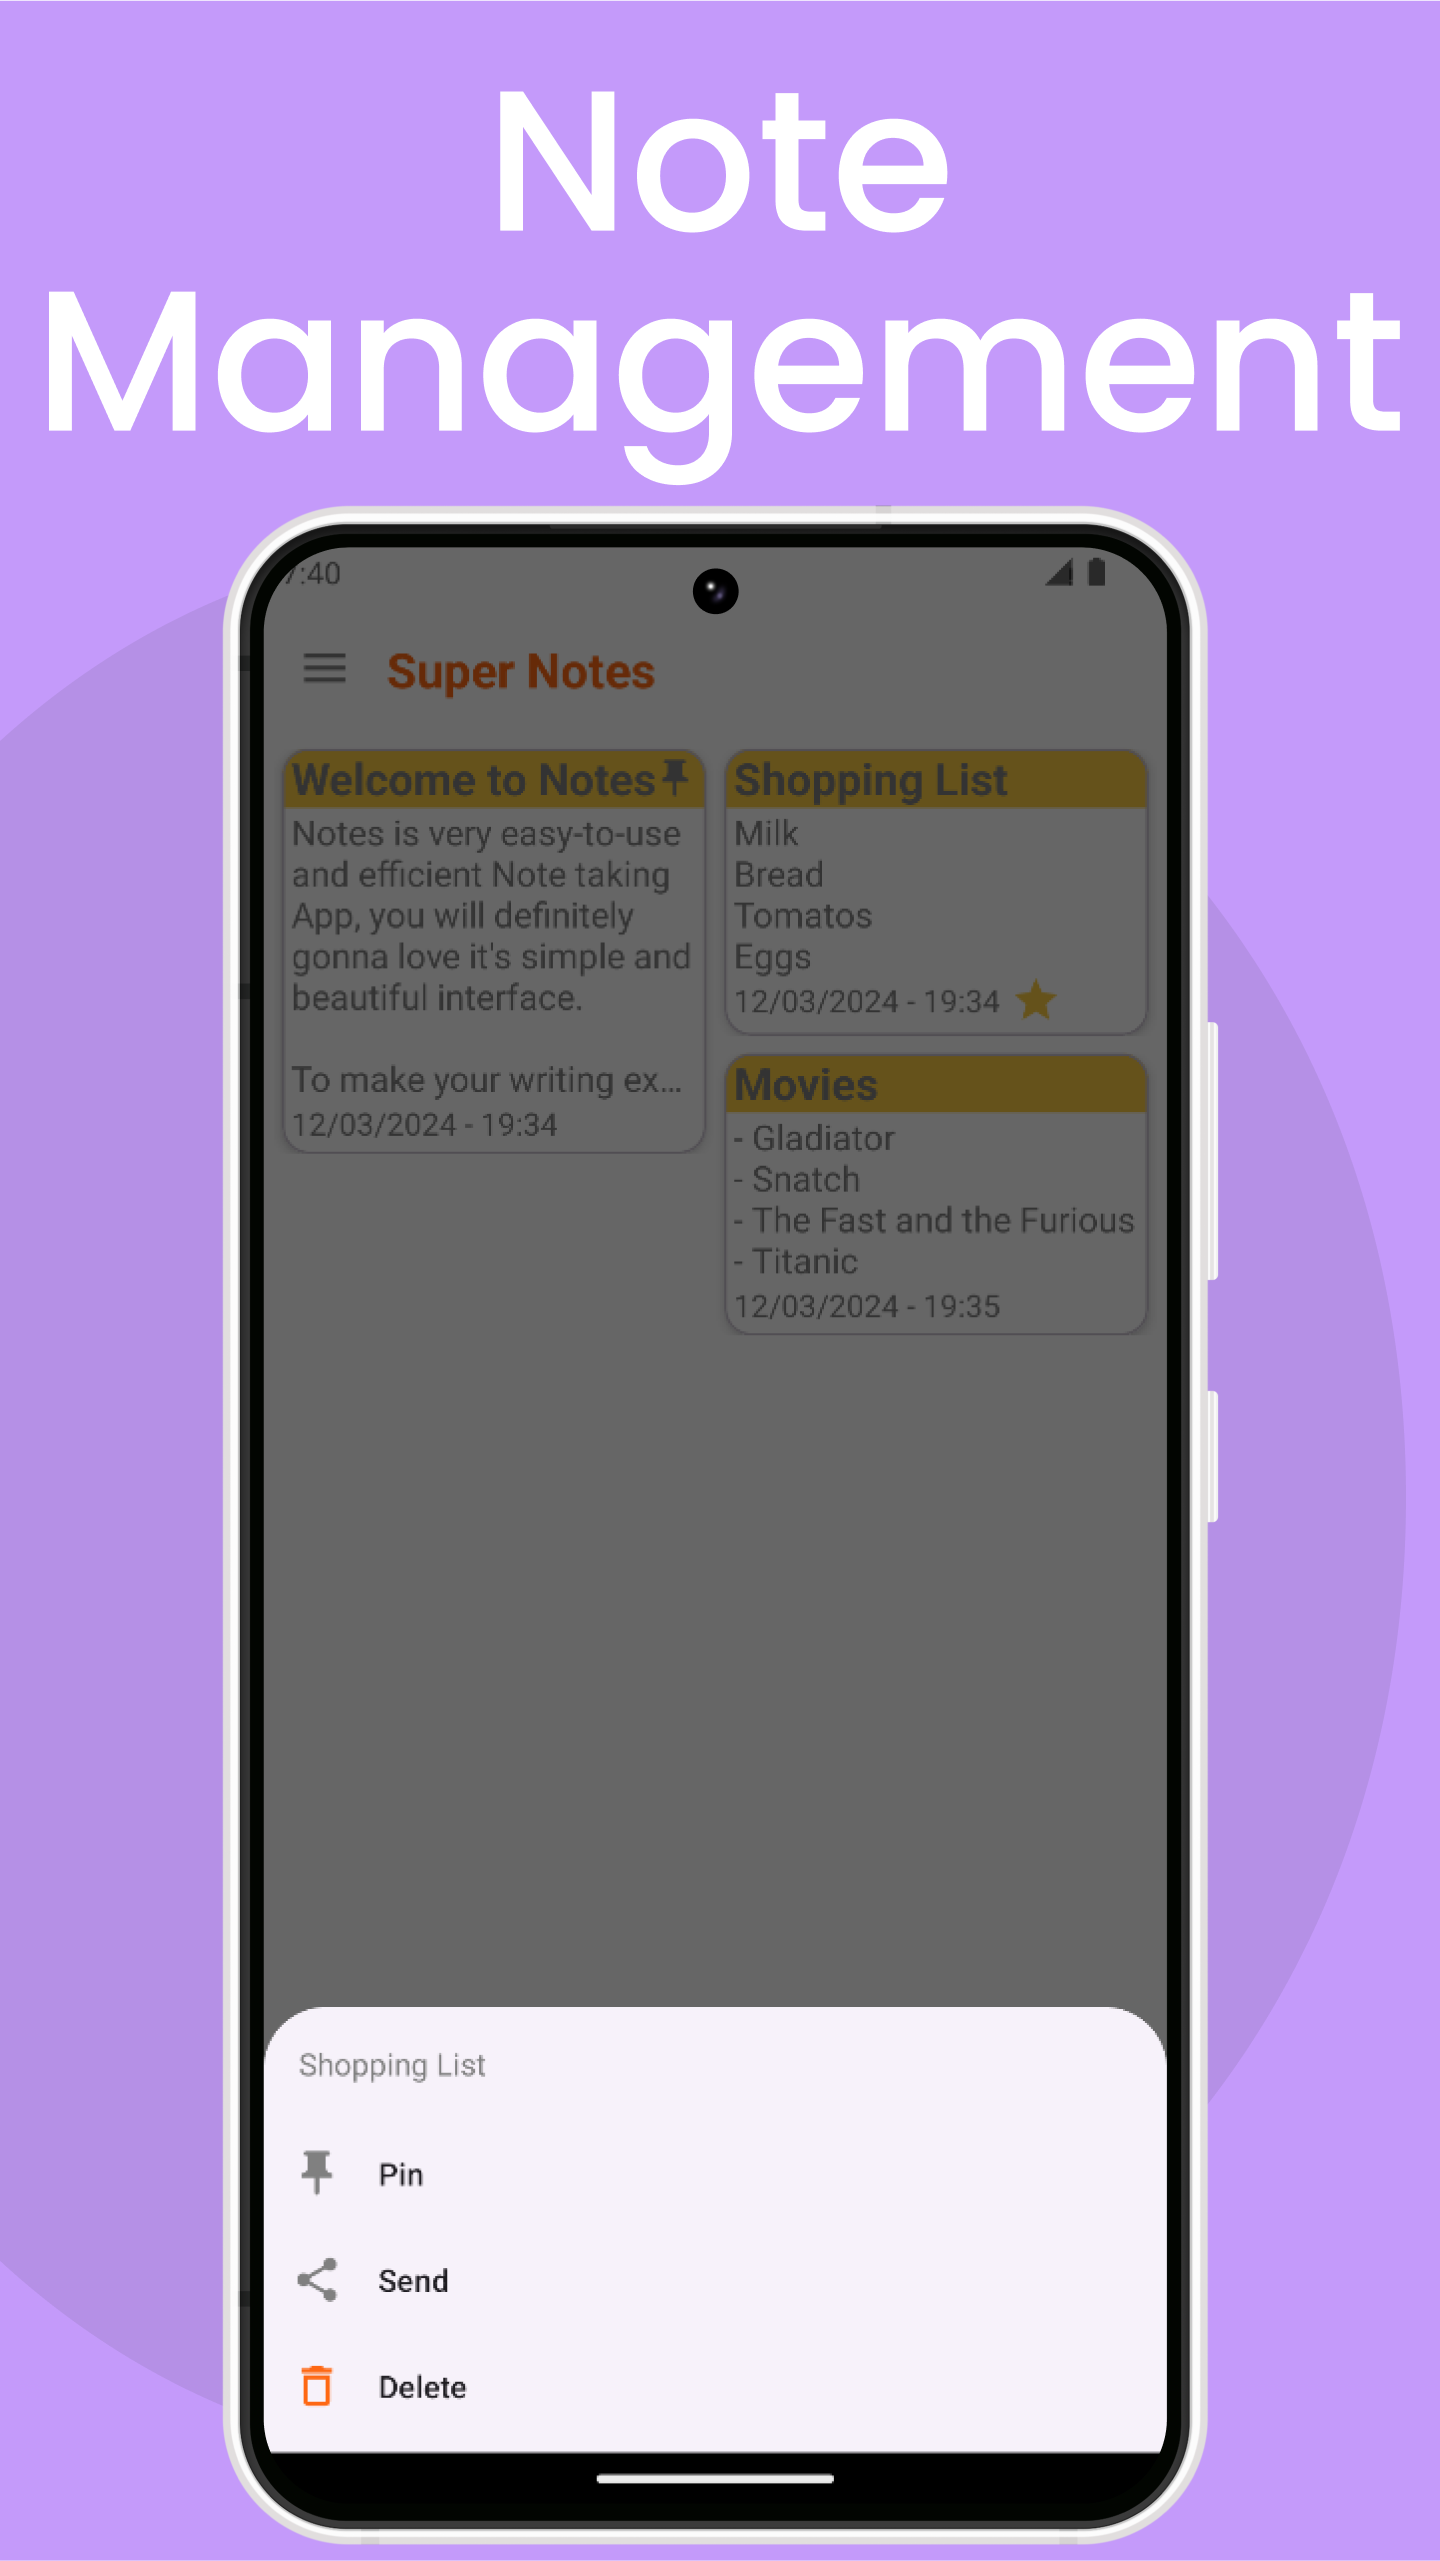 Note
Management
7:40
Super Notes
Welcome to Notes
Notes is very easy-to-use
and efficient Note taking
App, you will definitely
gonna love it's simple and
beautiful interface.
To make your writing ex...
12/03/2024 - 19:34
Shopping List
Milk
Bread
Tomatos
Eggs
12/03/2024 - 19:34
Movies
- Gladiator
- Snatch
- The Fast and the Furious
- Titanic
12/03/2024 - 19:35
Shopping List
Pin
Send
Delete